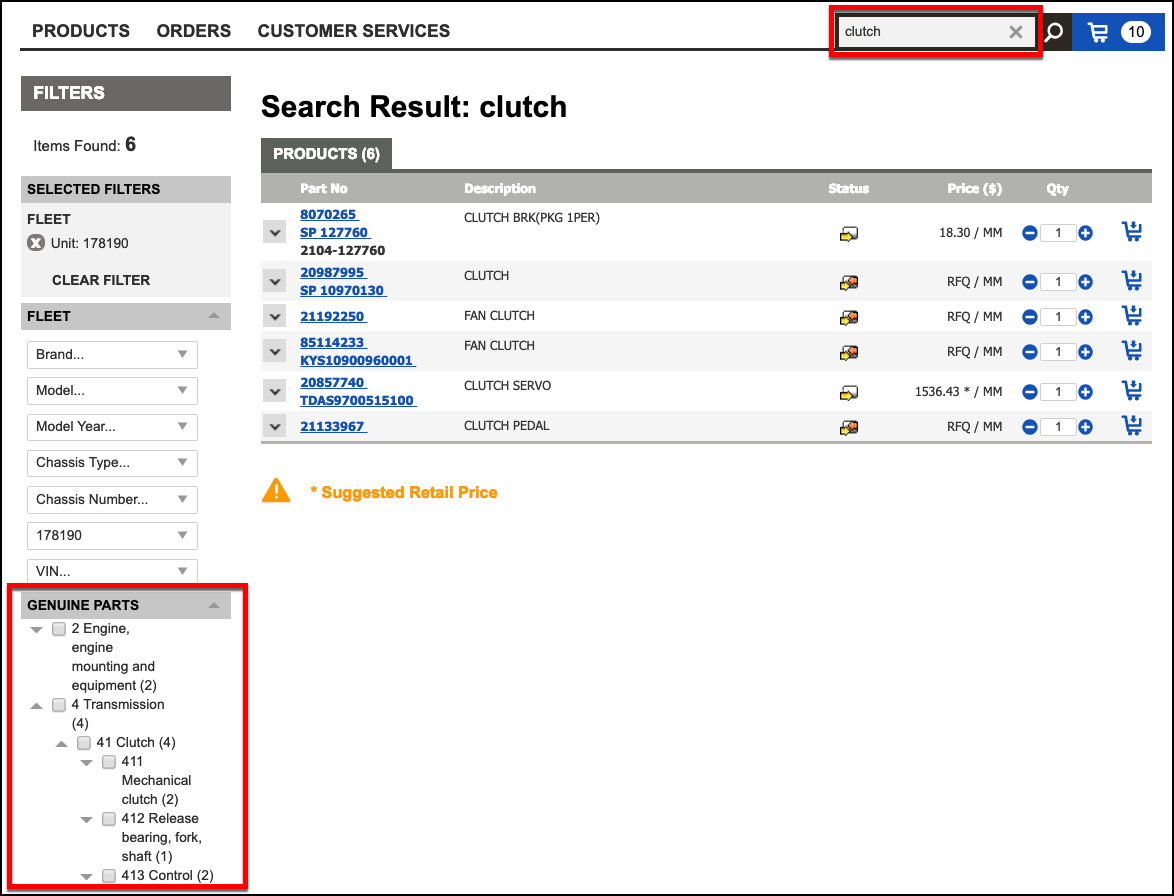 PRODUCTS ORDERS CUSTOMER SERVICES clutch 10
FILTERS
Items Found: 6
SELECTED FILTERS
FLEET
Unit: 178190
CLEAR FILTER
FLEET
Brand...
Model...
Model Year...
Chassis Type...
Chassis Number...
178190
VIN...
GENUINE PARTS
2 Engine,
engine
mounting and
equipment (2)
4 Transmission
(4)
41 Clutch (4)
411
Mechanical
clutch (2)
412 Release
bearing, fork,
shaft (1)
413 Control (2)
Search Result: clutch
PRODUCTS (6)
Part No Description Status Price ($) Qty
8070265 CLUTCH BRK(PKG 1PER)
SP 127760 18.30 / MM 1
2104-127760
20987995 CLUTCH RFQ / MM 1
SP 10970130
21192250 FAN CLUTCH RFQ / MM 1
85114233 FAN CLUTCH RFQ / MM 1
KYS10900960001
20857740 CLUTCH SERVO 1536.43 * / MM 1
TDAS9700515100
21133967 CLUTCH PEDAL RFQ / MM 1
* Suggested Retail Price